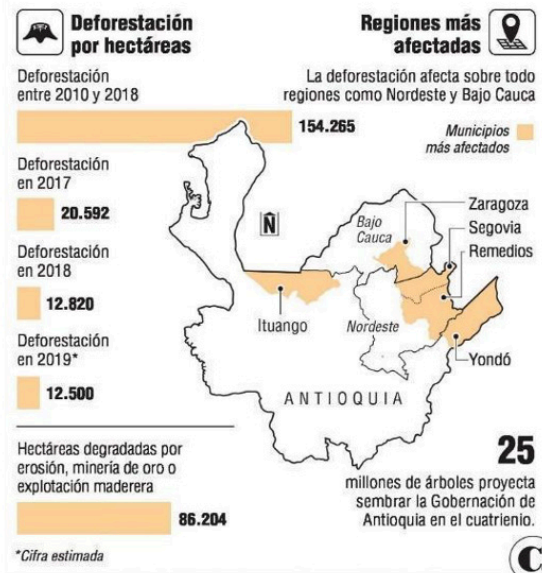 Deforestación
por hectáreas
Deforestación
entre 2010 y 2018
154.265
Deforestación
en 2017
20.592
Deforestación
en 2018
12.820
Deforestación
en 2019*
12.500
Hectáreas degradadas por
erosión, minería de oro o
explotación maderera
86.204
*Cifra estimada
Regiones más
afectadas
La deforestación afecta sobre todo
regiones como Nordeste y Bajo Cauca
Municipios
más afectados
N
Bajo
Cauca
Zaragoza
Segovia
Remedios
Ituango
Nordeste
Yondó
ANTIOQUIA
25
millones de árboles proyecta
sembrar la Gobernación de
Antioquia en el cuatrienio.
C